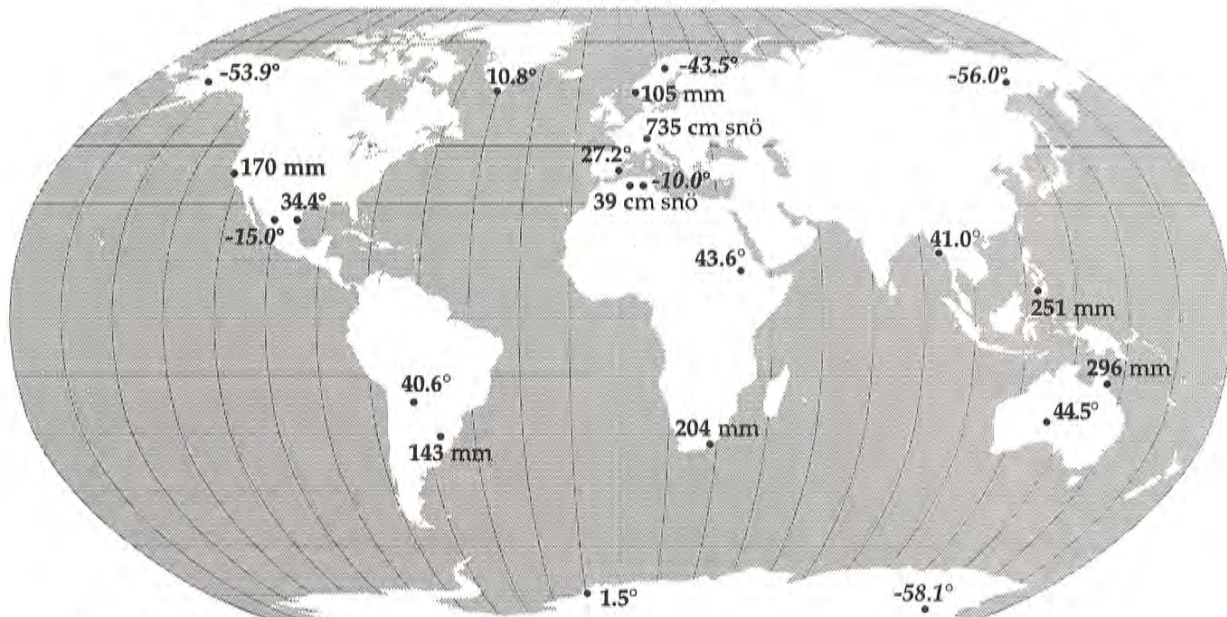 -53.9°
10.8°
-43.5°
-56.0°
105 mm
735 cm snö
170 mm
27.2°
-10.0°
34.4°
39 cm snö
-15.0°
41.0°
43.6°
251 mm
296 mm
40.6°
44.5°
204 mm
143 mm
1.5°
-58.1°